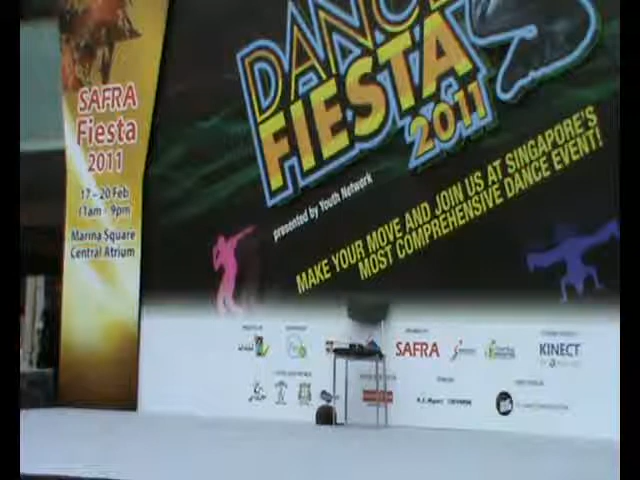 SAFRA
Fiesta
2011
17 - 20 Feb
11am - 9pm
Marina Square
Central Atrium
DANCE
FIESTA
2011
presented by Youth Network
MAKE YOUR MOVE AND JOIN US AT SINGAPORE'S
MOST COMPREHENSIVE DANCE EVENT!
SAFRA
KINECT